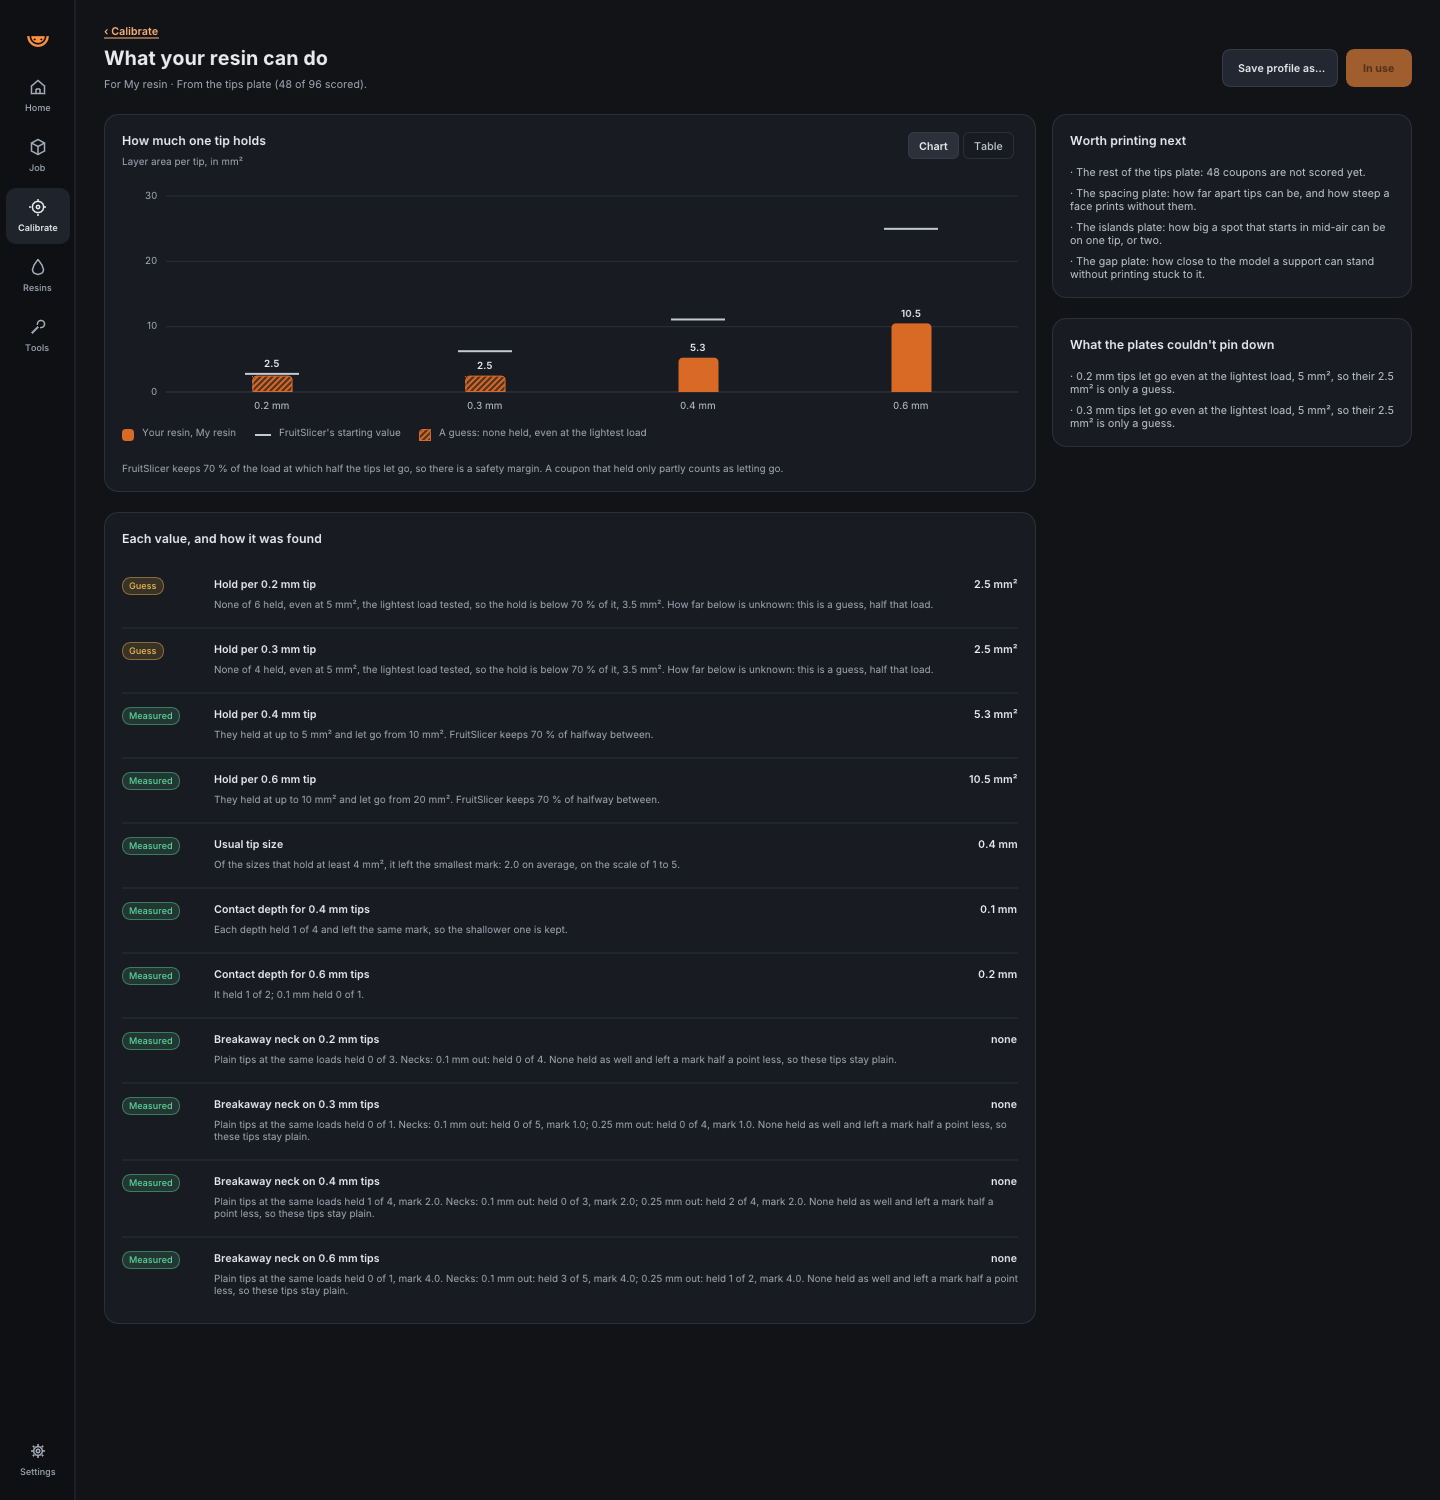 ‹ Calibrate
What your resin can do
For My resin · From the tips plate (48 of 96 scored).
Save profile as...
In use
Home
Job
Calibrate
Resins
Tools
Settings
How much one tip holds
Layer area per tip, in mm²
Chart
Table
30
20
10
0
2.5
2.5
5.3
10.5
0.2 mm
0.3 mm
0.4 mm
0.6 mm
Your resin, My resin
FruitSlicer's starting value
A guess: none held, even at the lightest load
FruitSlicer keeps 70 % of the load at which half the tips let go, so there is a safety margin. A coupon that held only partly counts as letting go.
Worth printing next
· The rest of the tips plate: 48 coupons are not scored yet.
· The spacing plate: how far apart tips can be, and how steep a
face prints without them.
· The islands plate: how big a spot that starts in mid-air can be
on one tip, or two.
· The gap plate: how close to the model a support can stand
without printing stuck to it.
What the plates couldn't pin down
· 0.2 mm tips let go even at the lightest load, 5 mm², so their 2.5
mm² is only a guess.
· 0.3 mm tips let go even at the lightest load, 5 mm², so their 2.5
mm² is only a guess.
Each value, and how it was found
Guess
Hold per 0.2 mm tip
2.5 mm²
None of 6 held, even at 5 mm², the lightest load tested, so the hold is below 70 % of it, 3.5 mm². How far below is unknown: this is a guess, half that load.
Guess
Hold per 0.3 mm tip
2.5 mm²
None of 4 held, even at 5 mm², the lightest load tested, so the hold is below 70 % of it, 3.5 mm². How far below is unknown: this is a guess, half that load.
Measured
Hold per 0.4 mm tip
5.3 mm²
They held at up to 5 mm² and let go from 10 mm². FruitSlicer keeps 70 % of halfway between.
Measured
Hold per 0.6 mm tip
10.5 mm²
They held at up to 10 mm² and let go from 20 mm². FruitSlicer keeps 70 % of halfway between.
Measured
Usual tip size
0.4 mm
Of the sizes that hold at least 4 mm², it left the smallest mark: 2.0 on average, on the scale of 1 to 5.
Measured
Contact depth for 0.4 mm tips
0.1 mm
Each depth held 1 of 4 and left the same mark, so the shallower one is kept.
Measured
Contact depth for 0.6 mm tips
0.2 mm
It held 1 of 2; 0.1 mm held 0 of 1.
Measured
Breakaway neck on 0.2 mm tips
none
Plain tips at the same loads held 0 of 3. Necks: 0.1 mm out: held 0 of 4. None held as well and left a mark half a point less, so these tips stay plain.
Measured
Breakaway neck on 0.3 mm tips
none
Plain tips at the same loads held 0 of 1. Necks: 0.1 mm out: held 0 of 5, mark 1.0; 0.25 mm out: held 0 of 4, mark 1.0. None held as well and left a mark half a point less, so
these tips stay plain.
Measured
Breakaway neck on 0.4 mm tips
none
Plain tips at the same loads held 1 of 4, mark 2.0. Necks: 0.1 mm out: held 0 of 3, mark 2.0; 0.25 mm out: held 2 of 4, mark 2.0. None held as well and left a mark half a
point less, so these tips stay plain.
Measured
Breakaway neck on 0.6 mm tips
none
Plain tips at the same loads held 0 of 1, mark 4.0. Necks: 0.1 mm out: held 3 of 5, mark 4.0; 0.25 mm out: held 1 of 2, mark 4.0. None held as well and left a mark half a point
less, so these tips stay plain.